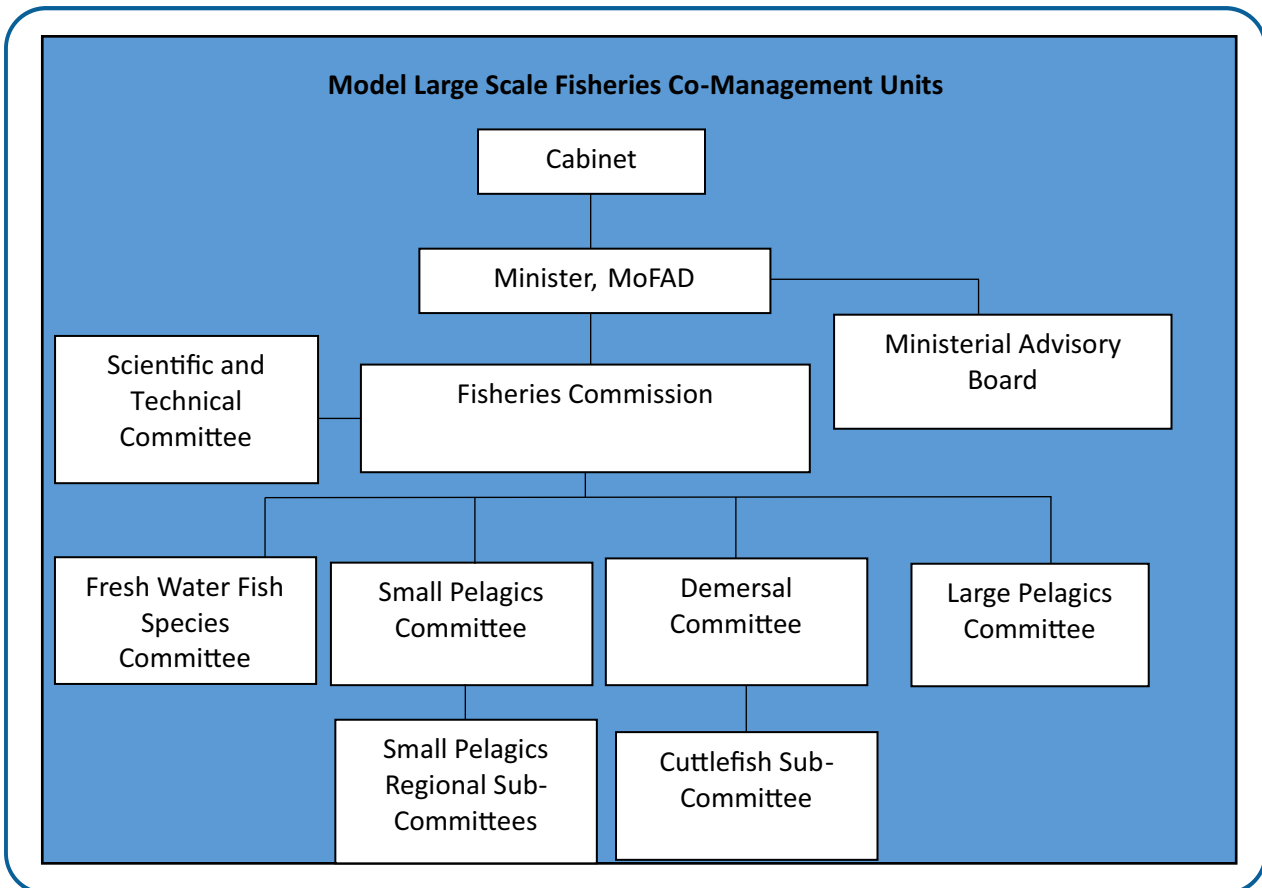 Model Large Scale Fisheries Co-Management Units
Cabinet
Minister, MoFAD
Ministerial Advisory
Board
Scientific and
Technical
Committee
Fisheries Commission
Fresh Water Fish
Species
Committee
Small Pelagics
Committee
Demersal
Committee
Large Pelagics
Committee
Small Pelagics
Regional Sub-
Committees
Cuttlefish Sub-
Committee